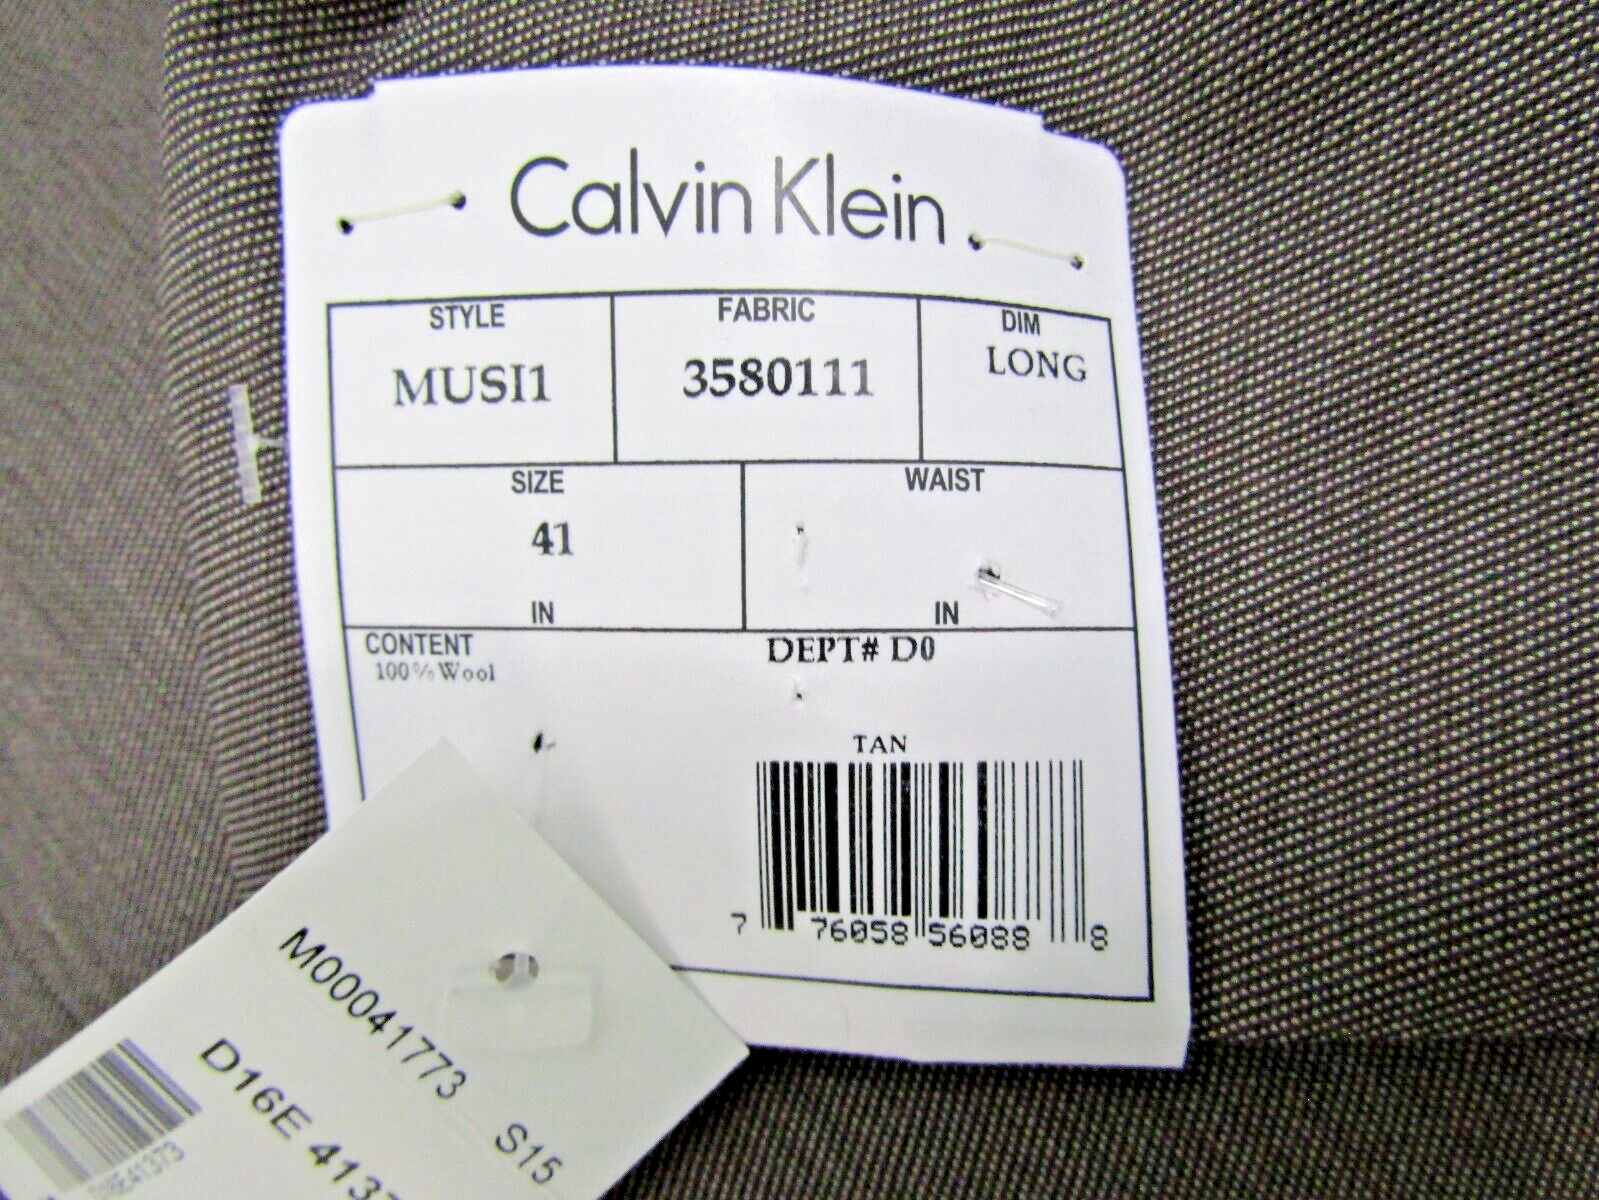 Calvin Klein
STYLE FABRIC DIM
MUSI1 3580111 LONG
SIZE WAIST
41
IN IN
CONTENT DEPT# D0
100% Wool
TAN
7 76058 56088 8
M00041773 S15
D16E 4137